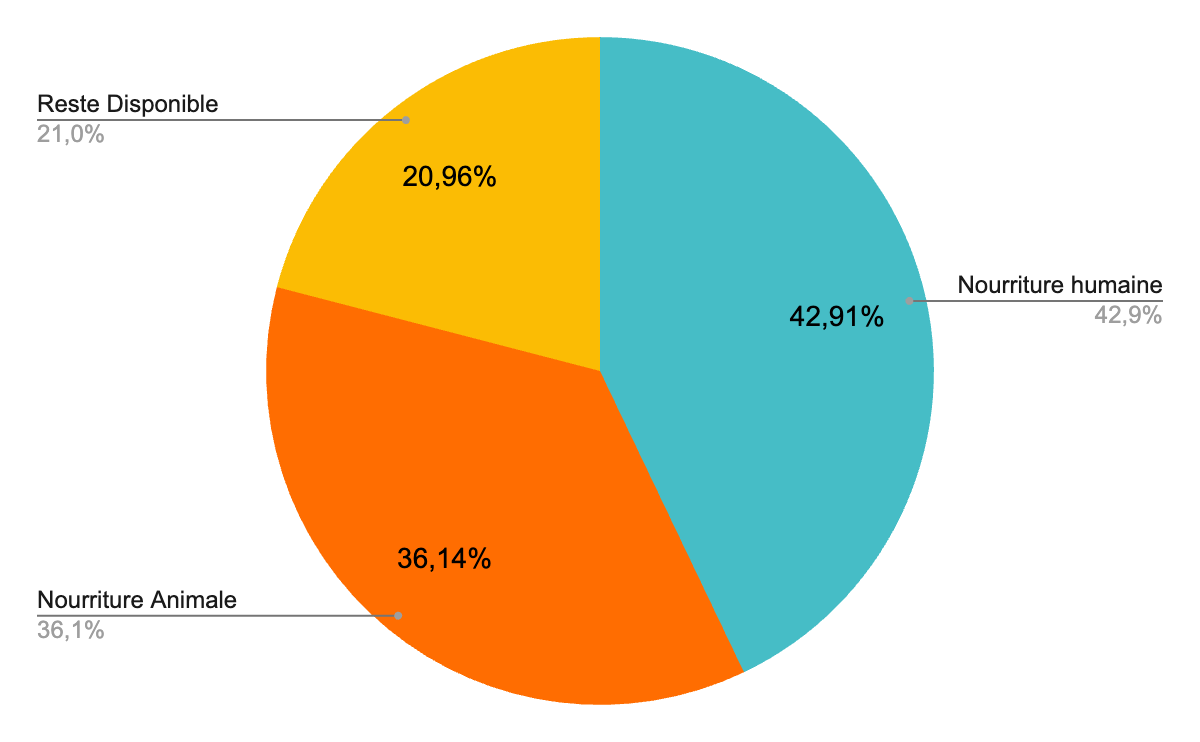 Reste Disponible
21,0%
20,96%
Nourriture humaine
42,9%
42,91%
36,14%
Nourriture Animale
36,1%